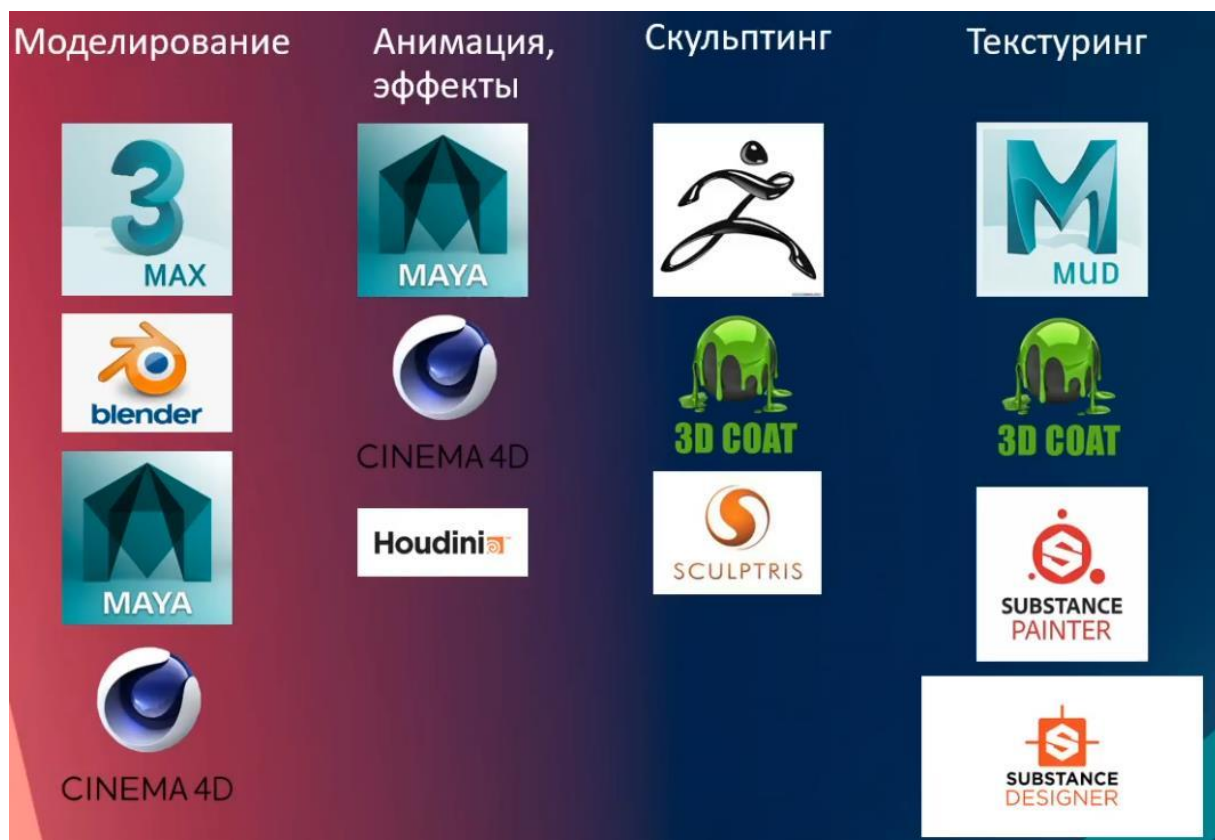 Моделирование
Анимация,
эффекты
Скульптинг
Текстуринг
3
MAX
blender
MAYA
CINEMA 4D
MAYA
CINEMA 4D
Houdini
3D COAT
SCULPTRIS
M
MUD
3D COAT
SUBSTANCE
PAINTER
SUBSTANCE
DESIGNER